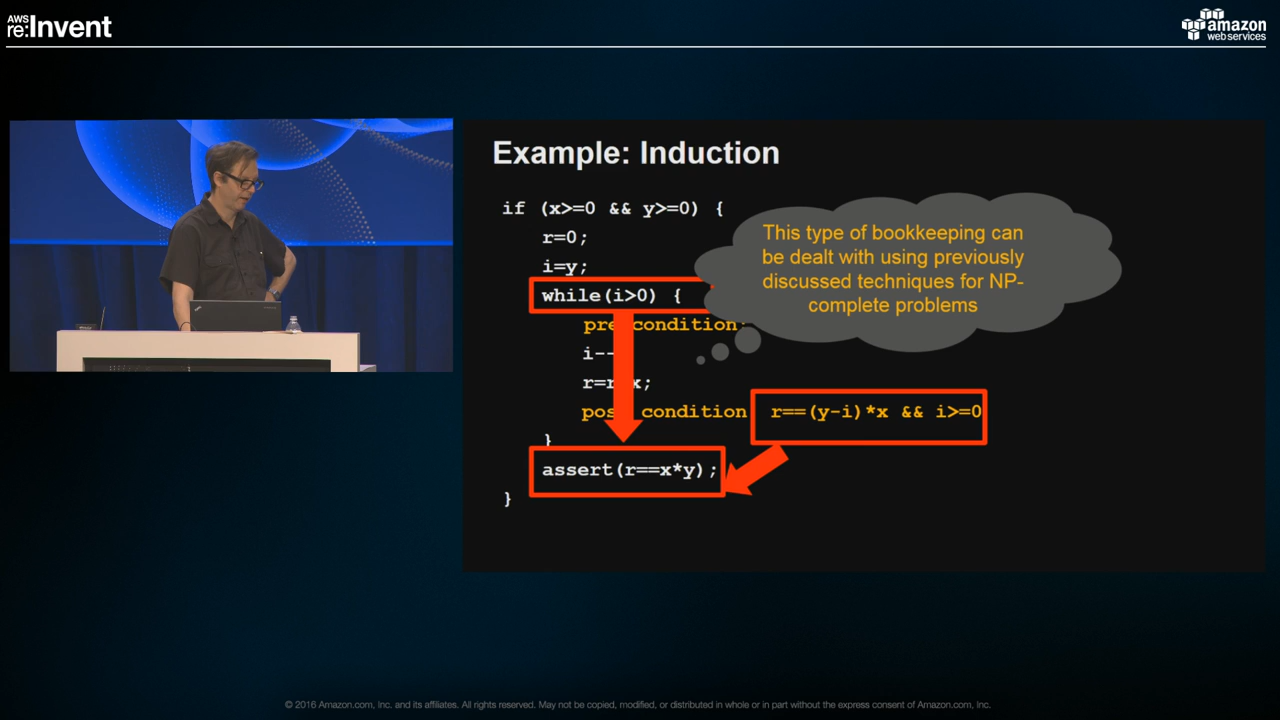 AWS
re:Invent
amazon
web services
Example: Induction
if (x>=0 && y>=0) {
r=0;
i=y;
while(i>0) {
This type of bookkeeping can
be dealt with using previously
discussed techniques for NP-
complete problems
condition
i--
condition r==(y-i)*x && i>=0
}
assert(r==x*y);
}
© 2016 Amazon.com, Inc. and its affiliates. All rights reserved. May not be copied, modified, or distributed in whole or in part without the express consent of Amazon.com, Inc.